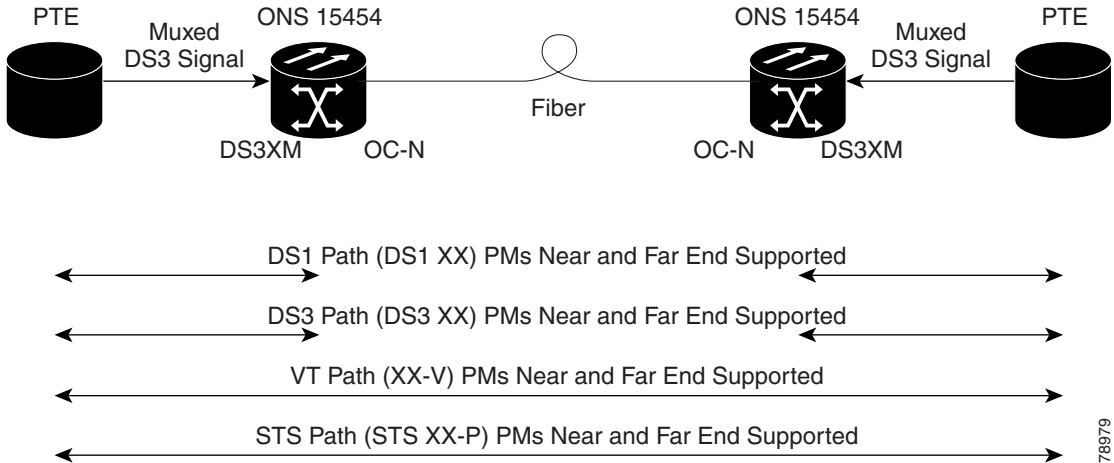 PTE
ONS 15454
ONS 15454
PTE
Muxed
DS3 Signal
Muxed
DS3 Signal
Fiber
DS3XM
OC-N
OC-N
DS3XM
DS1 Path (DS1 XX) PMs Near and Far End Supported
DS3 Path (DS3 XX) PMs Near and Far End Supported
VT Path (XX-V) PMs Near and Far End Supported
STS Path (STS XX-P) PMs Near and Far End Supported
78979